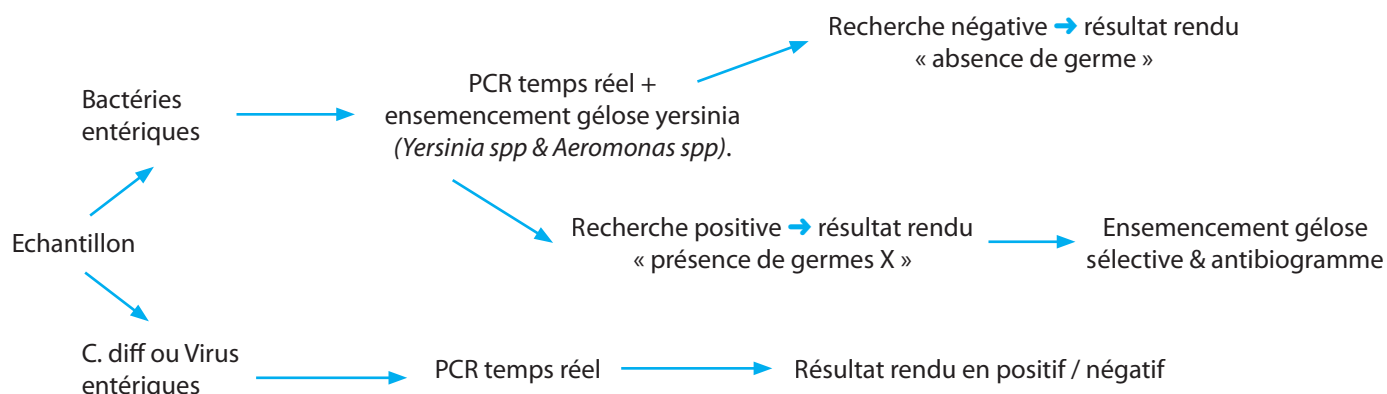 Recherche négative ➜ résultat rendu
« absence de germe »
PCR temps réel +
ensemencement gélose yersinia
(Yersinia spp & Aeromonas spp).
Bactéries
entériques
Echantillon
Recherche positive ➜ résultat rendu
« présence de germes X »
Ensemencement gélose
sélective & antibiogramme
C. diff ou Virus
entériques
PCR temps réel
Résultat rendu en positif / négatif